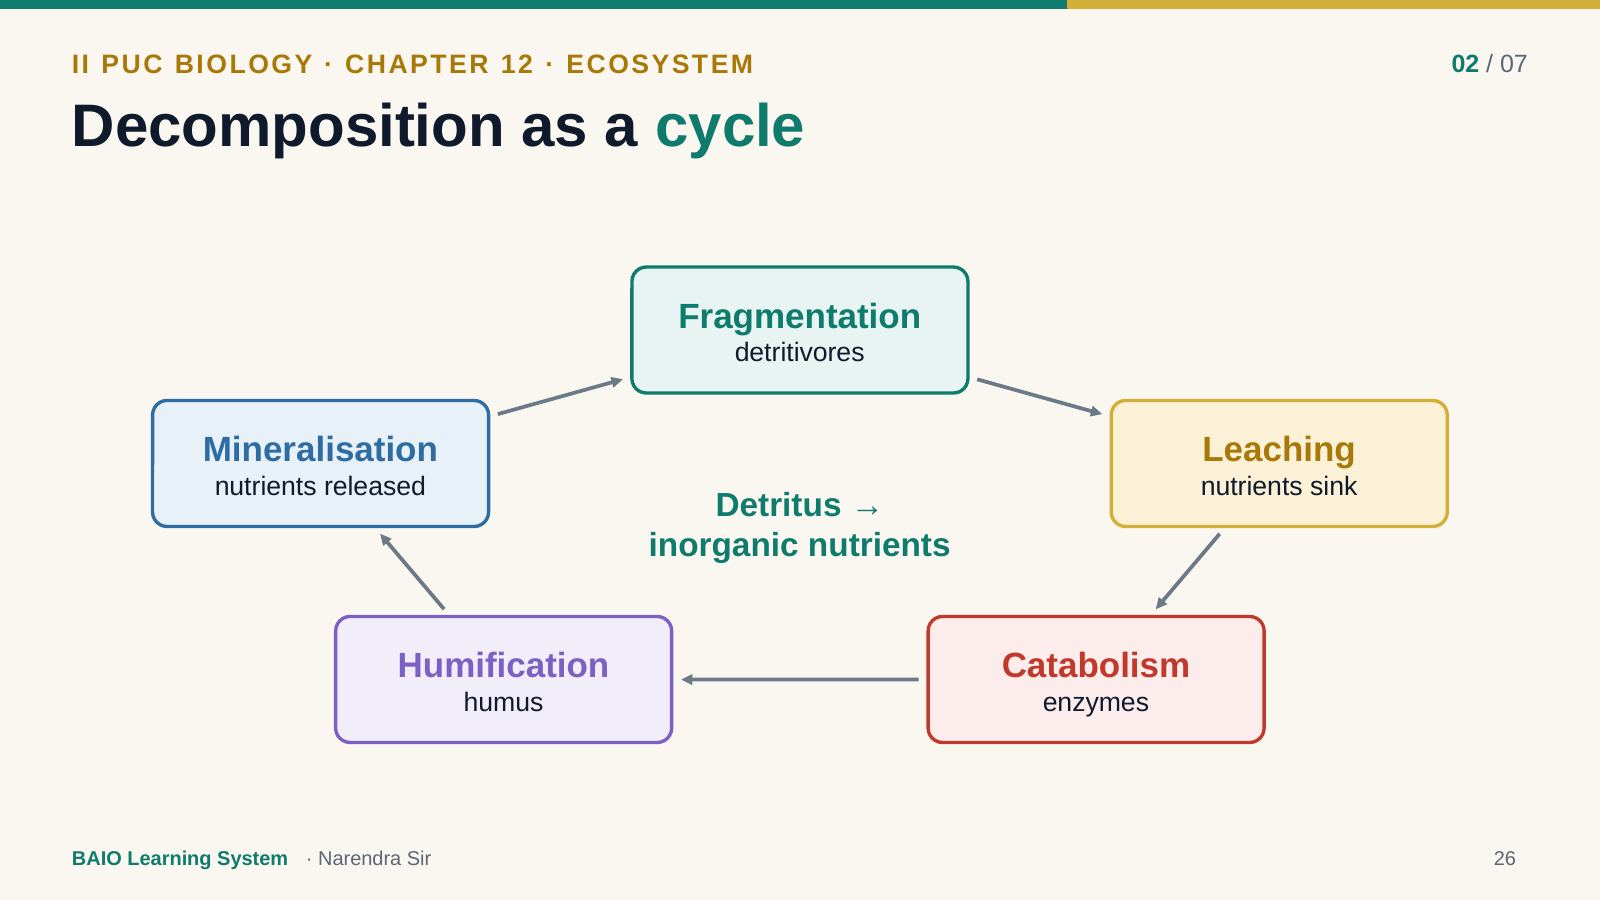 II PUC BIOLOGY · CHAPTER 12 · ECOSYSTEM
02 / 07
Decomposition as a cycle
Fragmentation
detritivores
Mineralisation
nutrients released
Leaching
nutrients sink
Detritus →
inorganic nutrients
Humification
humus
Catabolism
enzymes
BAIO Learning System · Narendra Sir
26